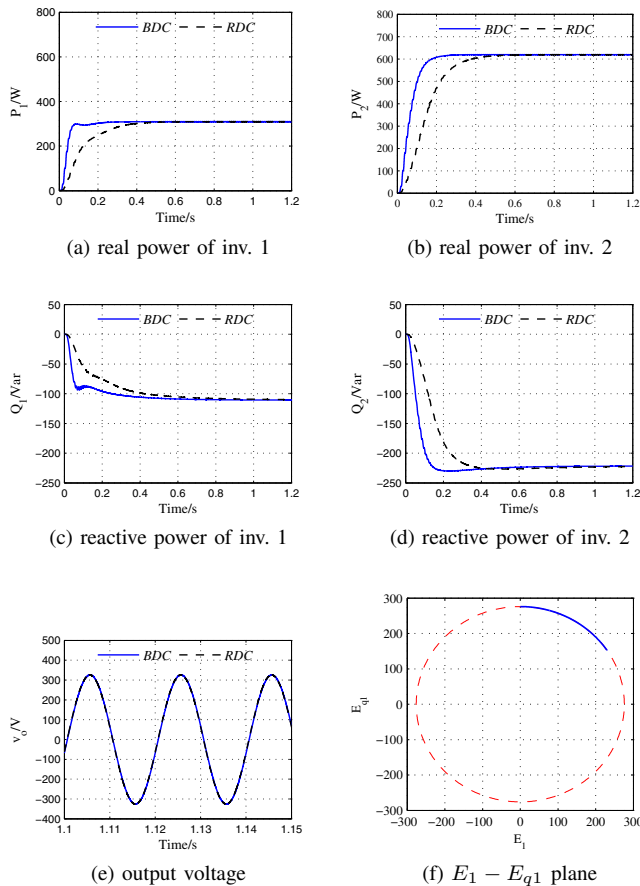 800
BDC RDC
600
400
200
0
P1/W
0 0.2 0.4 0.6 0.8 1 1.2
Time/s
(a) real power of inv. 1
800
BDC RDC
700
600
500
400
300
200
100
0
P2/W
0 0.2 0.4 0.6 0.8 1 1.2
Time/s
(b) real power of inv. 2
50
BDC RDC
0
−50
−100
−150
−200
−250
Q1/Var
0 0.2 0.4 0.6 0.8 1 1.2
Time/s
(c) reactive power of inv. 1
50
BDC RDC
0
−50
−100
−150
−200
−250
Q2/Var
0 0.2 0.4 0.6 0.8 1 1.2
Time/s
(d) reactive power of inv. 2
500
BDC RDC
400
300
200
100
0
−100
−200
−300
−400
vo/V
1.1 1.11 1.12 1.13 1.14 1.15
Time/s
(e) output voltage
300
200
100
0
−100
−200
−300
Eq1
−300 −200 −100 0 100 200 300
E1
(f) E1 − Eq1 plane